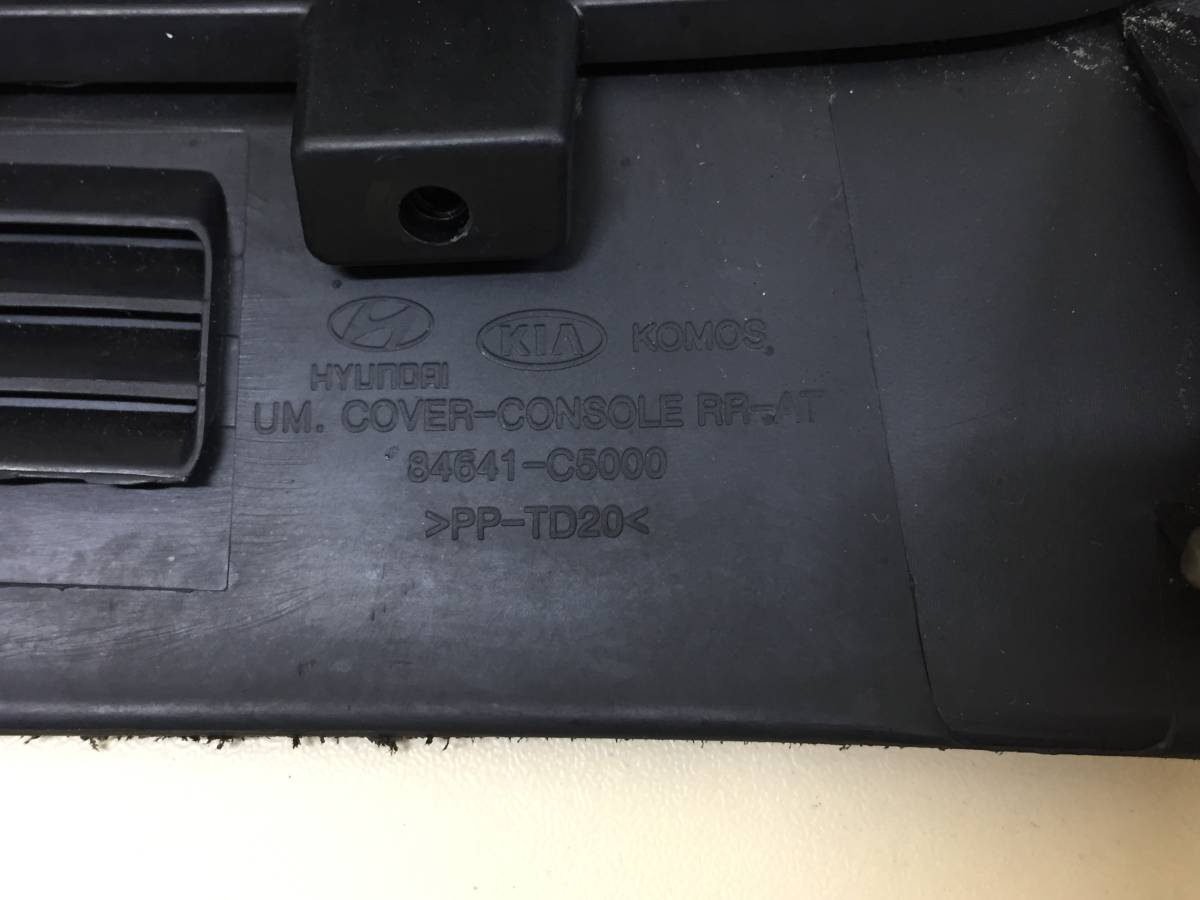 KIA KOMOS
HYUNDAI
UM. COVER-CONSOLE RR-AT
84641-C5000
>PP-TD20<